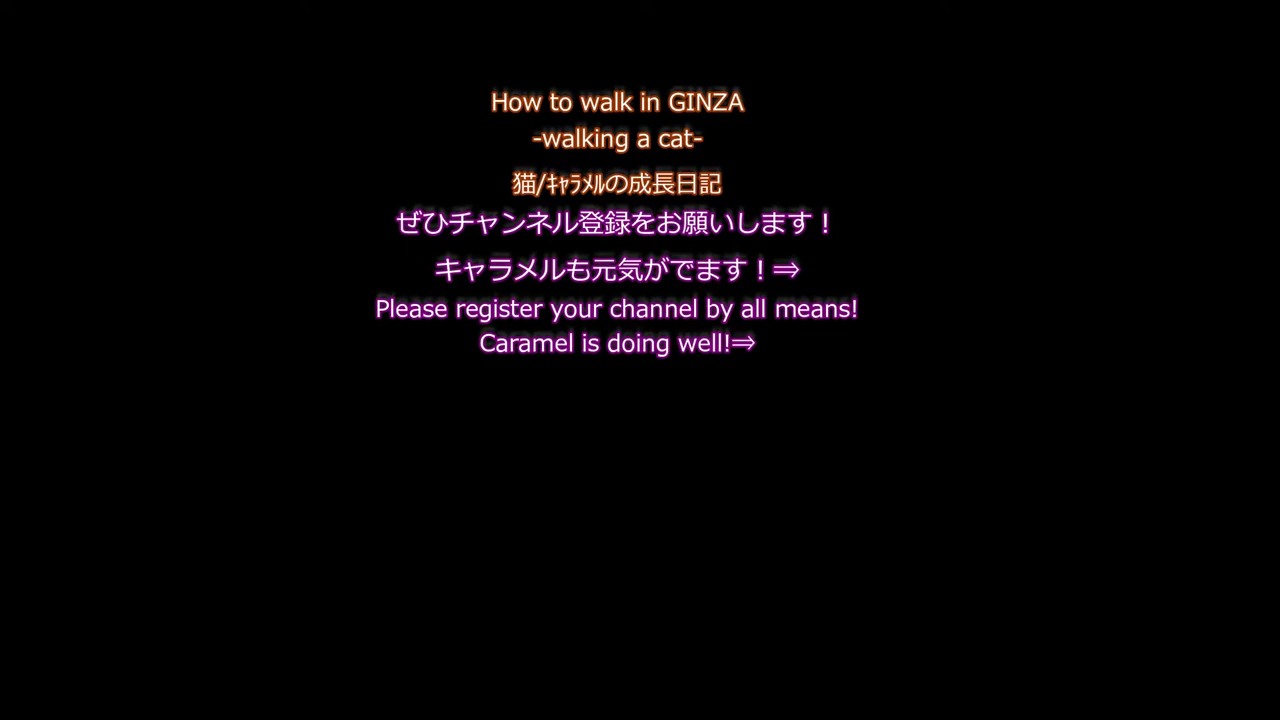 How to walk in GINZA
-walking a cat-
猫/ｷｬﾗﾒﾙの成長日記
ぜひチャンネル登録をお願いします！
キャラメルも元気がでます！⇒
Please register your channel by all means!
Caramel is doing well!⇒